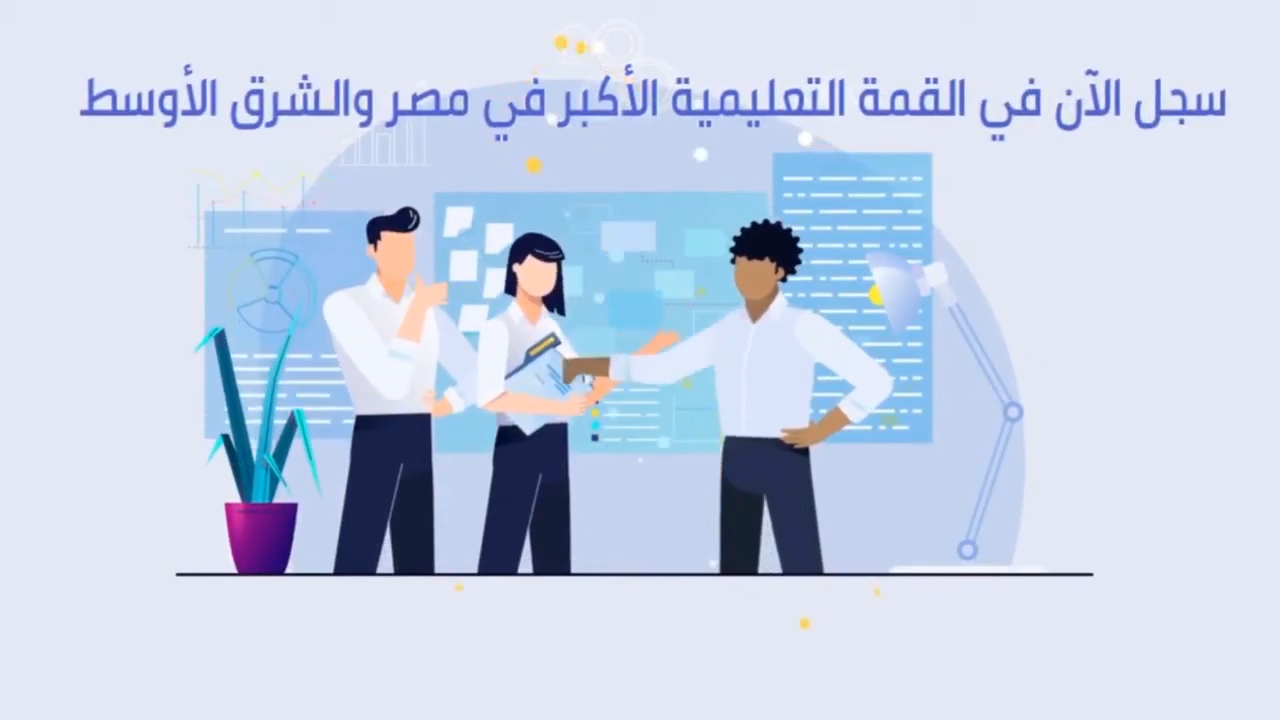 سجل الآن في القمة التعليمية الأكبر في مصر والشرق الأوسط